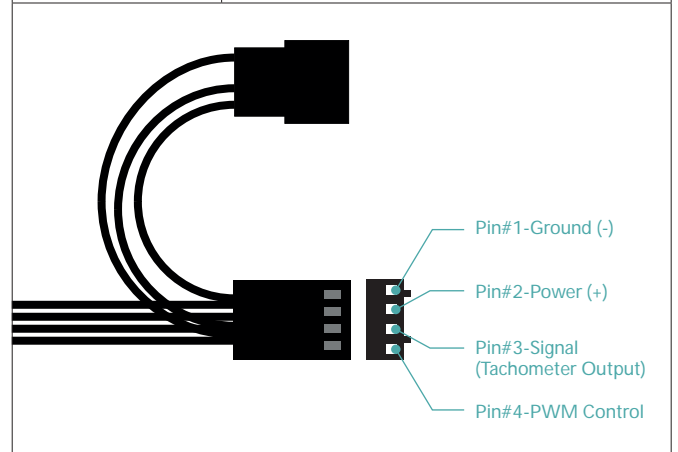 Pin#1-Ground (-)
Pin#2-Power (+)
Pin#3-Signal
(Tachometer Output)
Pin#4-PWM Control